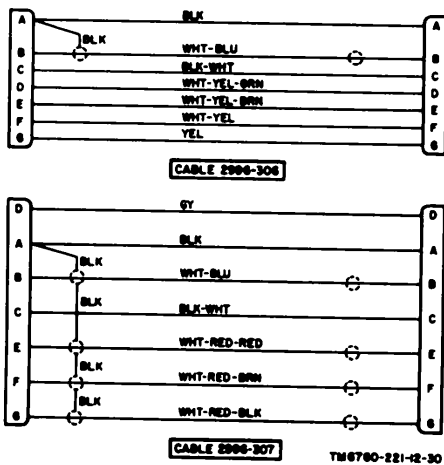 A BLK A
BLK
B WHT-BLU B
C BLK-WHT C
D WHT-YEL-BRN D
E WHT-YEL-BRN E
F WHT-YEL F
G YEL G
CABLE 2996-306
D GY D
A BLK A
BLK
B WHT-BLU B
BLK
C BLK-WHT C
E WHT-RED-RED E
BLK
F WHT-RED-BRN F
BLK
G WHT-RED-BLK G
CABLE 2996-307
TM6760-221-12-30